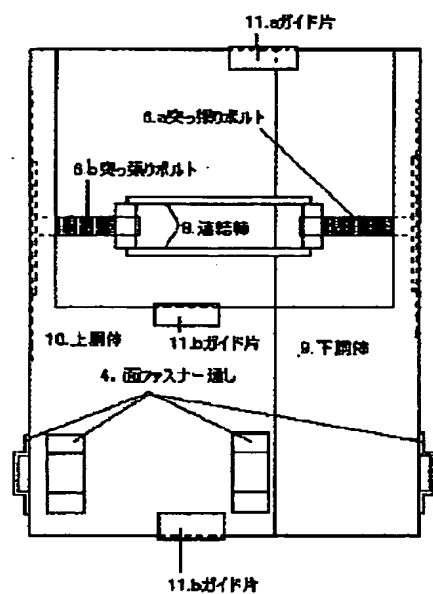 11.aガイド片
6.a突っ張りボルト
6.b突っ張りボルト
8.連結棒
10.上胴体
11.bガイド片
9.下胴体
4.面ファスナー通し
11.bガイド片